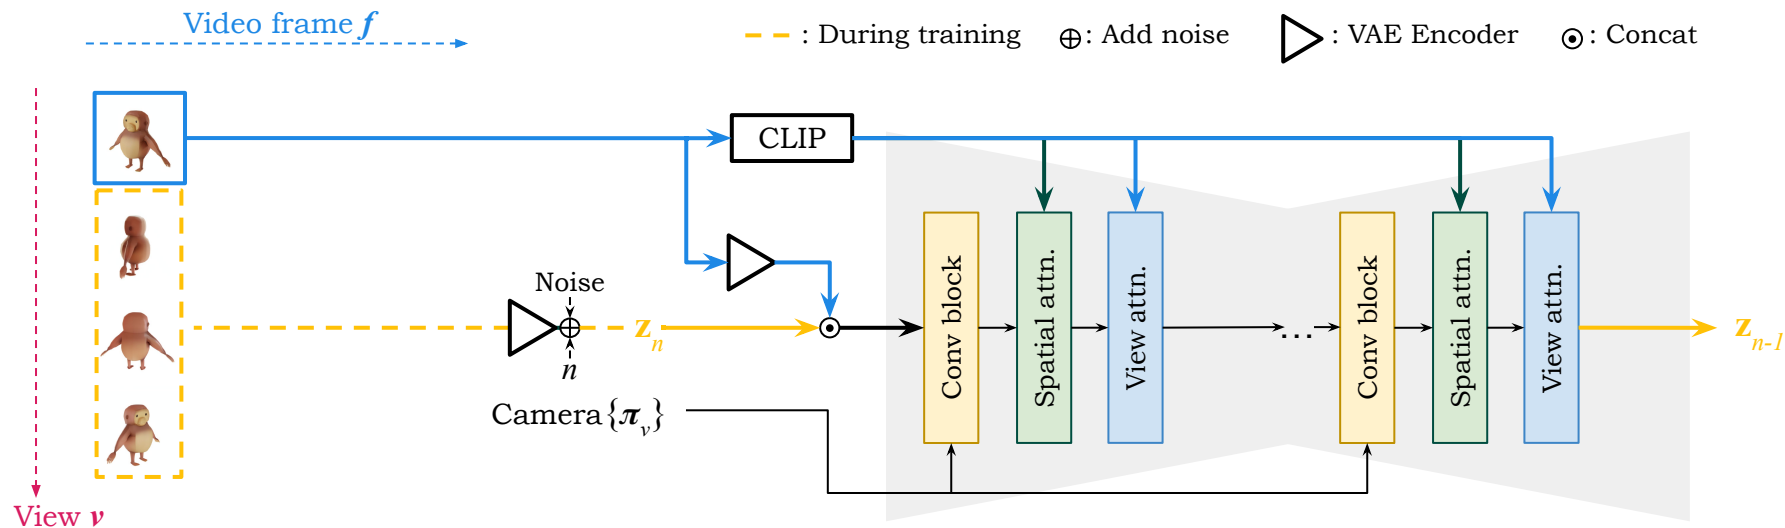 Video frame f
: During training
: Add noise
: VAE Encoder
: Concat
CLIP
Noise
z_n
n
Camera {π_v}
Conv block
Spatial attn.
View attn.
...
Conv block
Spatial attn.
View attn.
z_{n-1}
View v